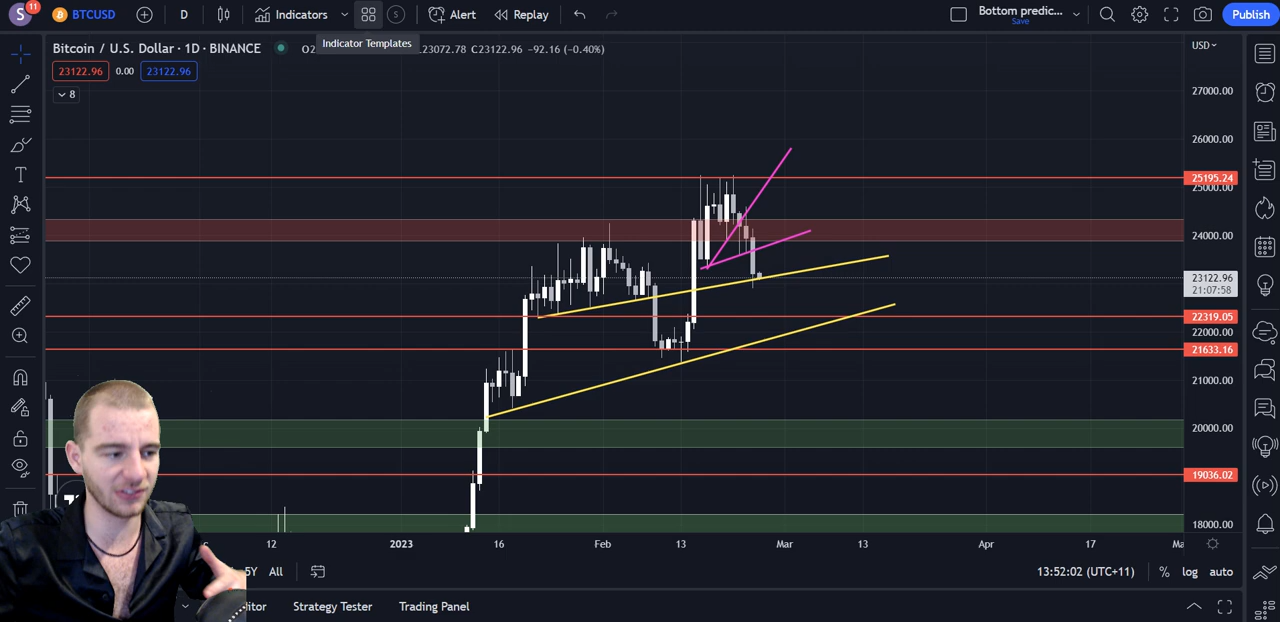 S 11 BTCUSD D Indicators S Alert Replay Bottom predic... Save Publish
Indicator Templates
Bitcoin / U.S. Dollar · 1D · BINANCE 23072.78 C23122.96 −92.16 (−0.40%) USD
23122.96 0.00 23122.96
8
27000.00
26000.00
25195.24
25000.00
24000.00
23122.96
21:07:58
22319.05
22000.00
21633.16
21000.00
20000.00
19036.02
18000.00
12 2023 16 Feb 13 Mar 13 Apr 17
5Y All 13:52:02 (UTC+11) % log auto
Strategy Tester Trading Panel